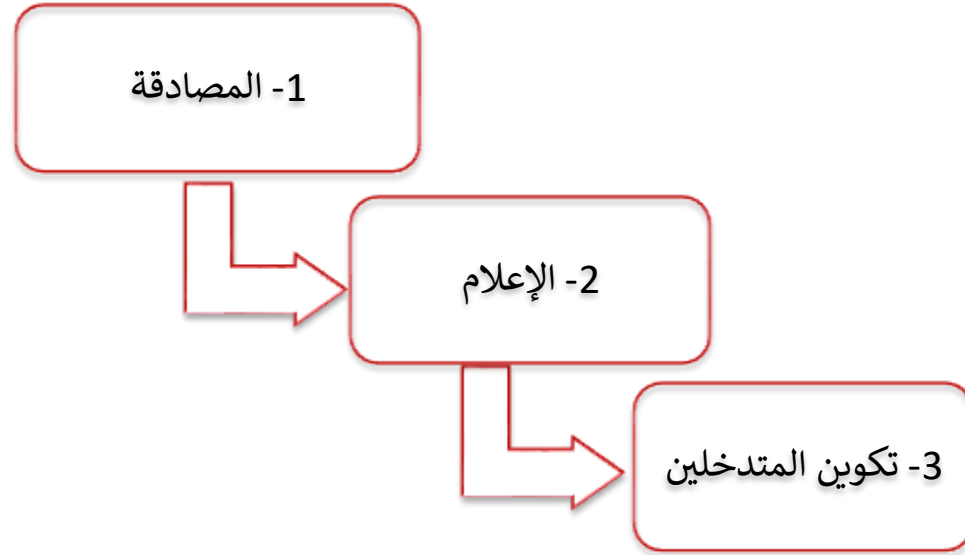 1- المصادقة
2- الإعلام
3- تكوين المتدخلين